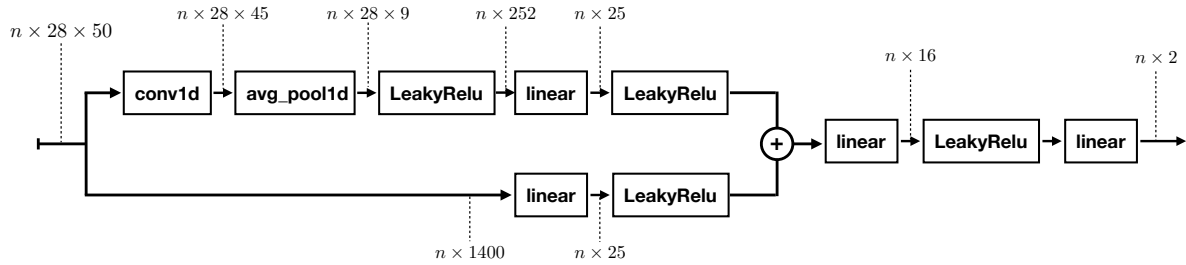 n × 28 × 45
n × 28 × 9
n × 252
n × 25
n × 28 × 50
n × 16
n × 2
conv1d
avg_pool1d
LeakyRelu
linear
LeakyRelu
+
linear
LeakyRelu
linear
linear
LeakyRelu
n × 1400
n × 25